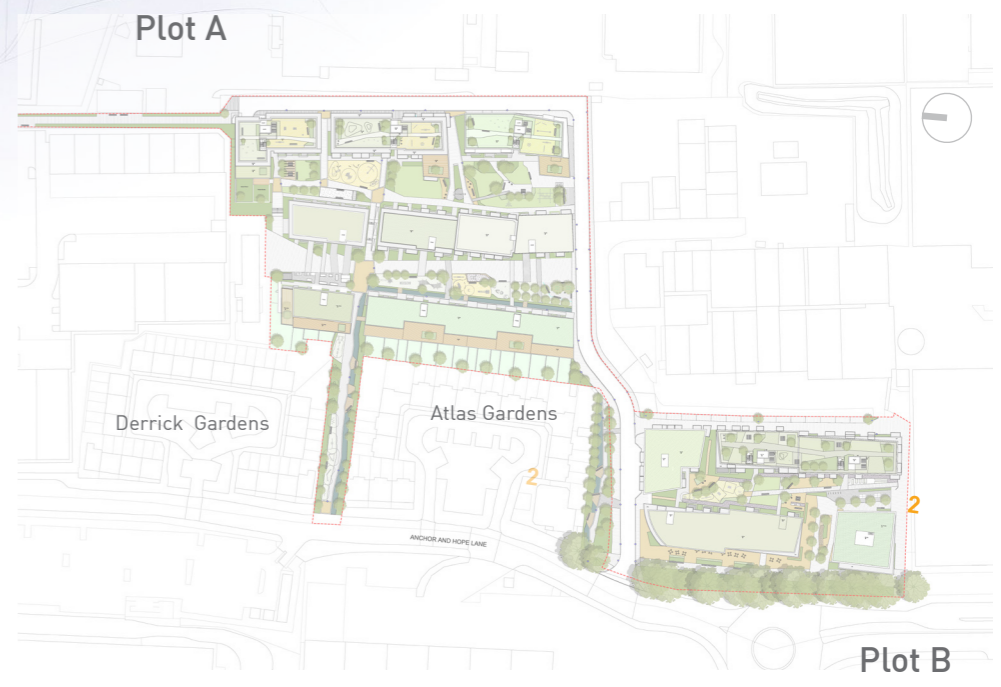 Plot A
Derrick Gardens
Atlas Gardens
2
2
ANCHOR AND HOPE LANE
Plot B